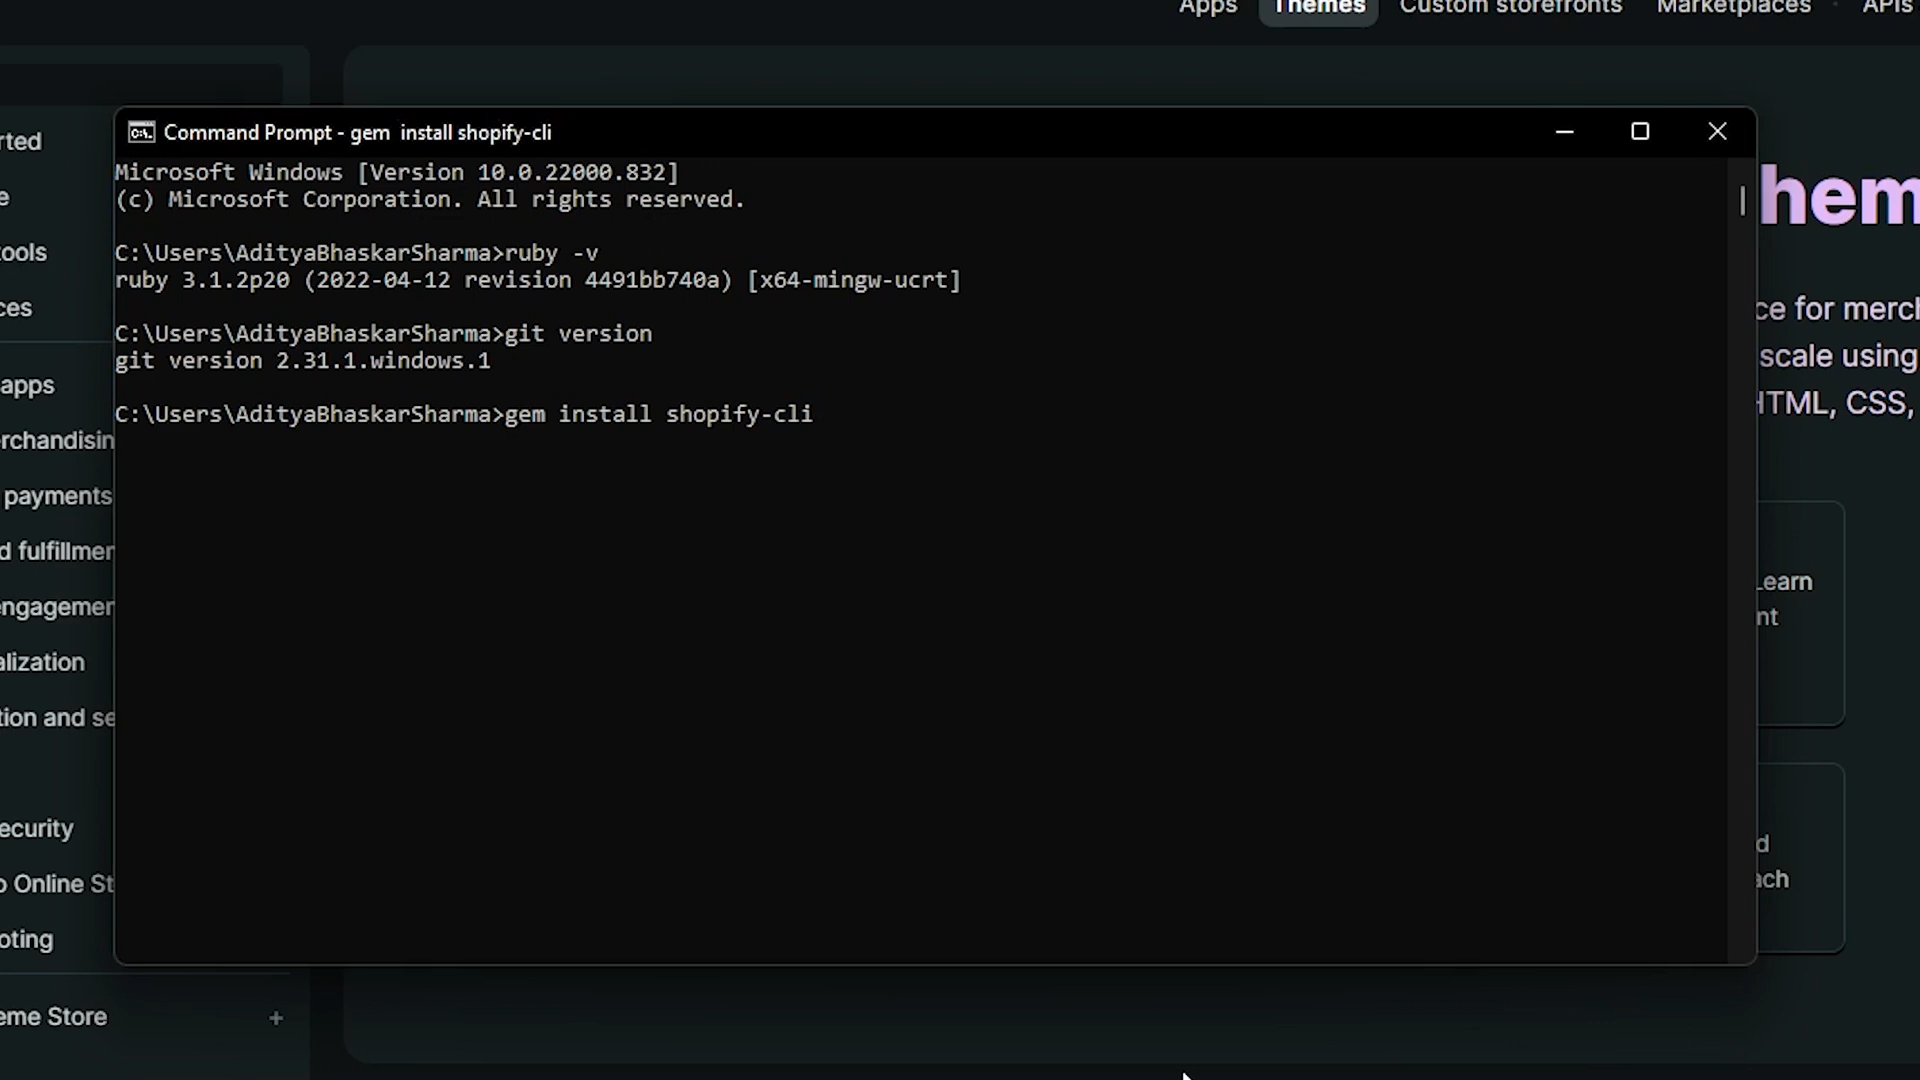 Apps Themes Custom storefronts Marketplaces APIs
Command Prompt - gem  install shopify-cli
Microsoft Windows [Version 10.0.22000.832]
(c) Microsoft Corporation. All rights reserved.
C:\Users\AdityaBhaskarSharma>ruby -v
ruby 3.1.2p20 (2022-04-12 revision 4491bb740a) [x64-mingw-ucrt]
C:\Users\AdityaBhaskarSharma>git version
git version 2.31.1.windows.1
C:\Users\AdityaBhaskarSharma>gem install shopify-cli
rted
e
tools
ces
apps
rchandisin
payments
d fulfillmer
engagemer
alization
tion and se
ecurity
o Online St
oting
eme Store +
hem
ce for merch
scale using
HTML, CSS,
Learn
nt
d
ach